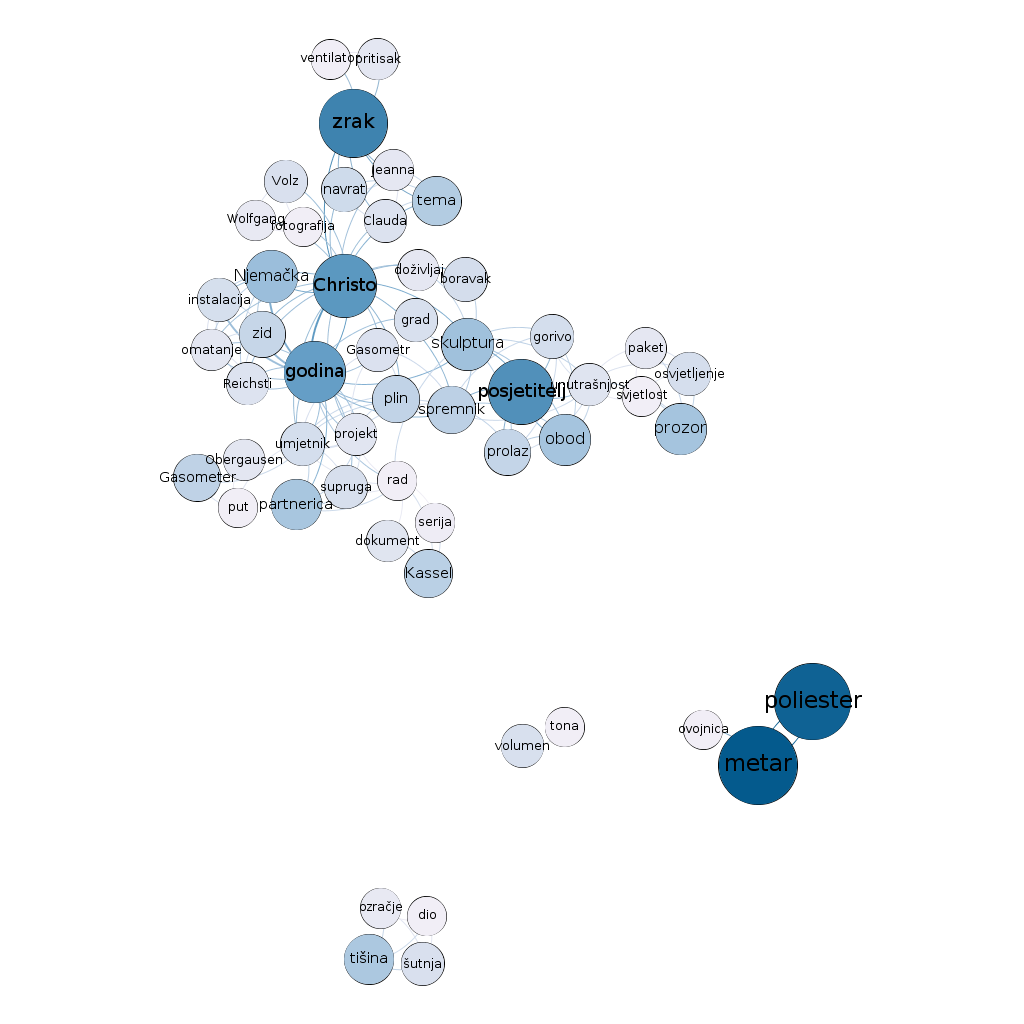 ventilator
pritisak
zrak
Jeanna
Volz
navrat
tema
Wolfgang
fotografija
Clauda
doživljaj
Njemačka
boravak
Christo
instalacija
grad
zid
gorivo
skulptura
omatanje
Gasometr
paket
godina
osvjetljenje
Reichsti
unutrašnjost
posjetitelj
svjetlost
plin
spremnik
prozor
projekt
obod
umjetnik
prolaz
Obergausen
Gasometer
rad
supruga
put
partnerica
serija
dokument
Kassel
poliester
tona
ovojnica
volumen
metar
ozračje
dio
tišina
šutnja